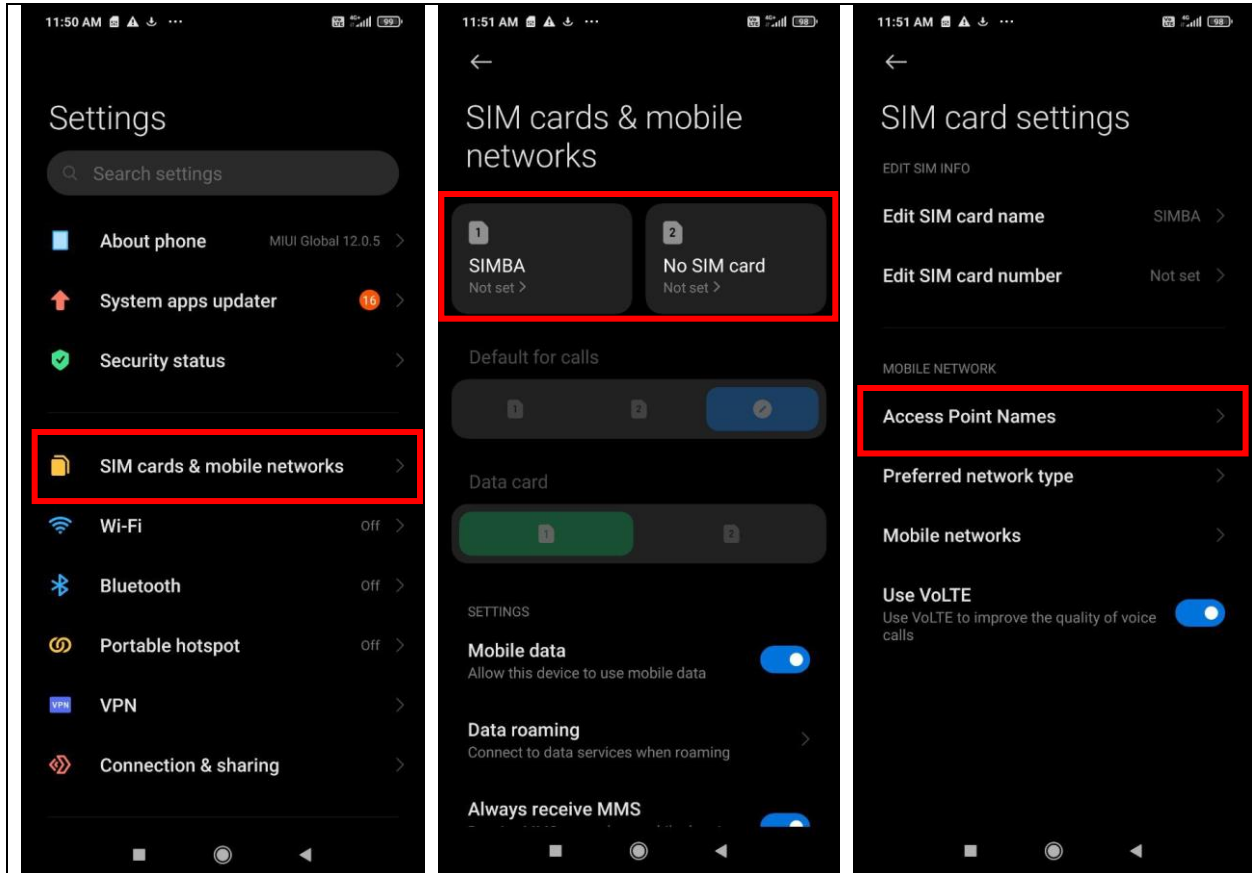 11:50 AM
99
Settings
Search settings
About phone MIUI Global 12.0.5
System apps updater 16
Security status
SIM cards & mobile networks
Wi-Fi Off
Bluetooth Off
Portable hotspot Off
VPN VPN
Connection & sharing
11:51 AM
98
SIM cards & mobile
networks
1
SIMBA
Not set
2
No SIM card
Not set
Default for calls
1 2
Data card
1 2
SETTINGS
Mobile data
Allow this device to use mobile data
Data roaming
Connect to data services when roaming
Always receive MMS
11:51 AM
98
SIM card settings
EDIT SIM INFO
Edit SIM card name SIMBA
Edit SIM card number Not set
MOBILE NETWORK
Access Point Names
Preferred network type
Mobile networks
Use VoLTE
Use VoLTE to improve the quality of voice
calls